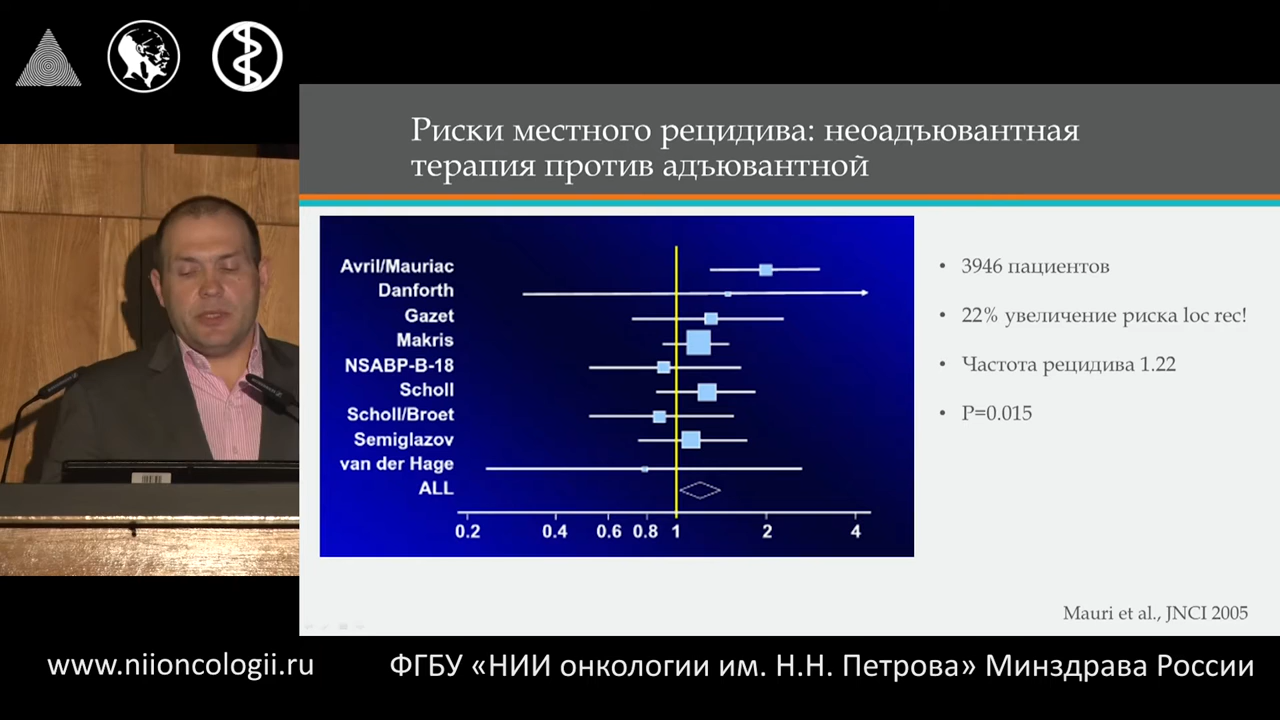 Риски местного рецидива: неоадъювантная
терапия против адъювантной
Avril/Mauriac
Danforth
Gazet
Makris
NSABP-B-18
Scholl
Scholl/Broet
Semiglazov
van der Hage
ALL
0.2 0.4 0.6 0.8 1 2 4
• 3946 пациентов
• 22% увеличение риска loc rec!
• Частота рецидива 1.22
• P=0.015
Mauri et al., JNCI 2005
www.niioncologii.ru ФГБУ «НИИ онкологии им. Н.Н. Петрова» Минздрава России